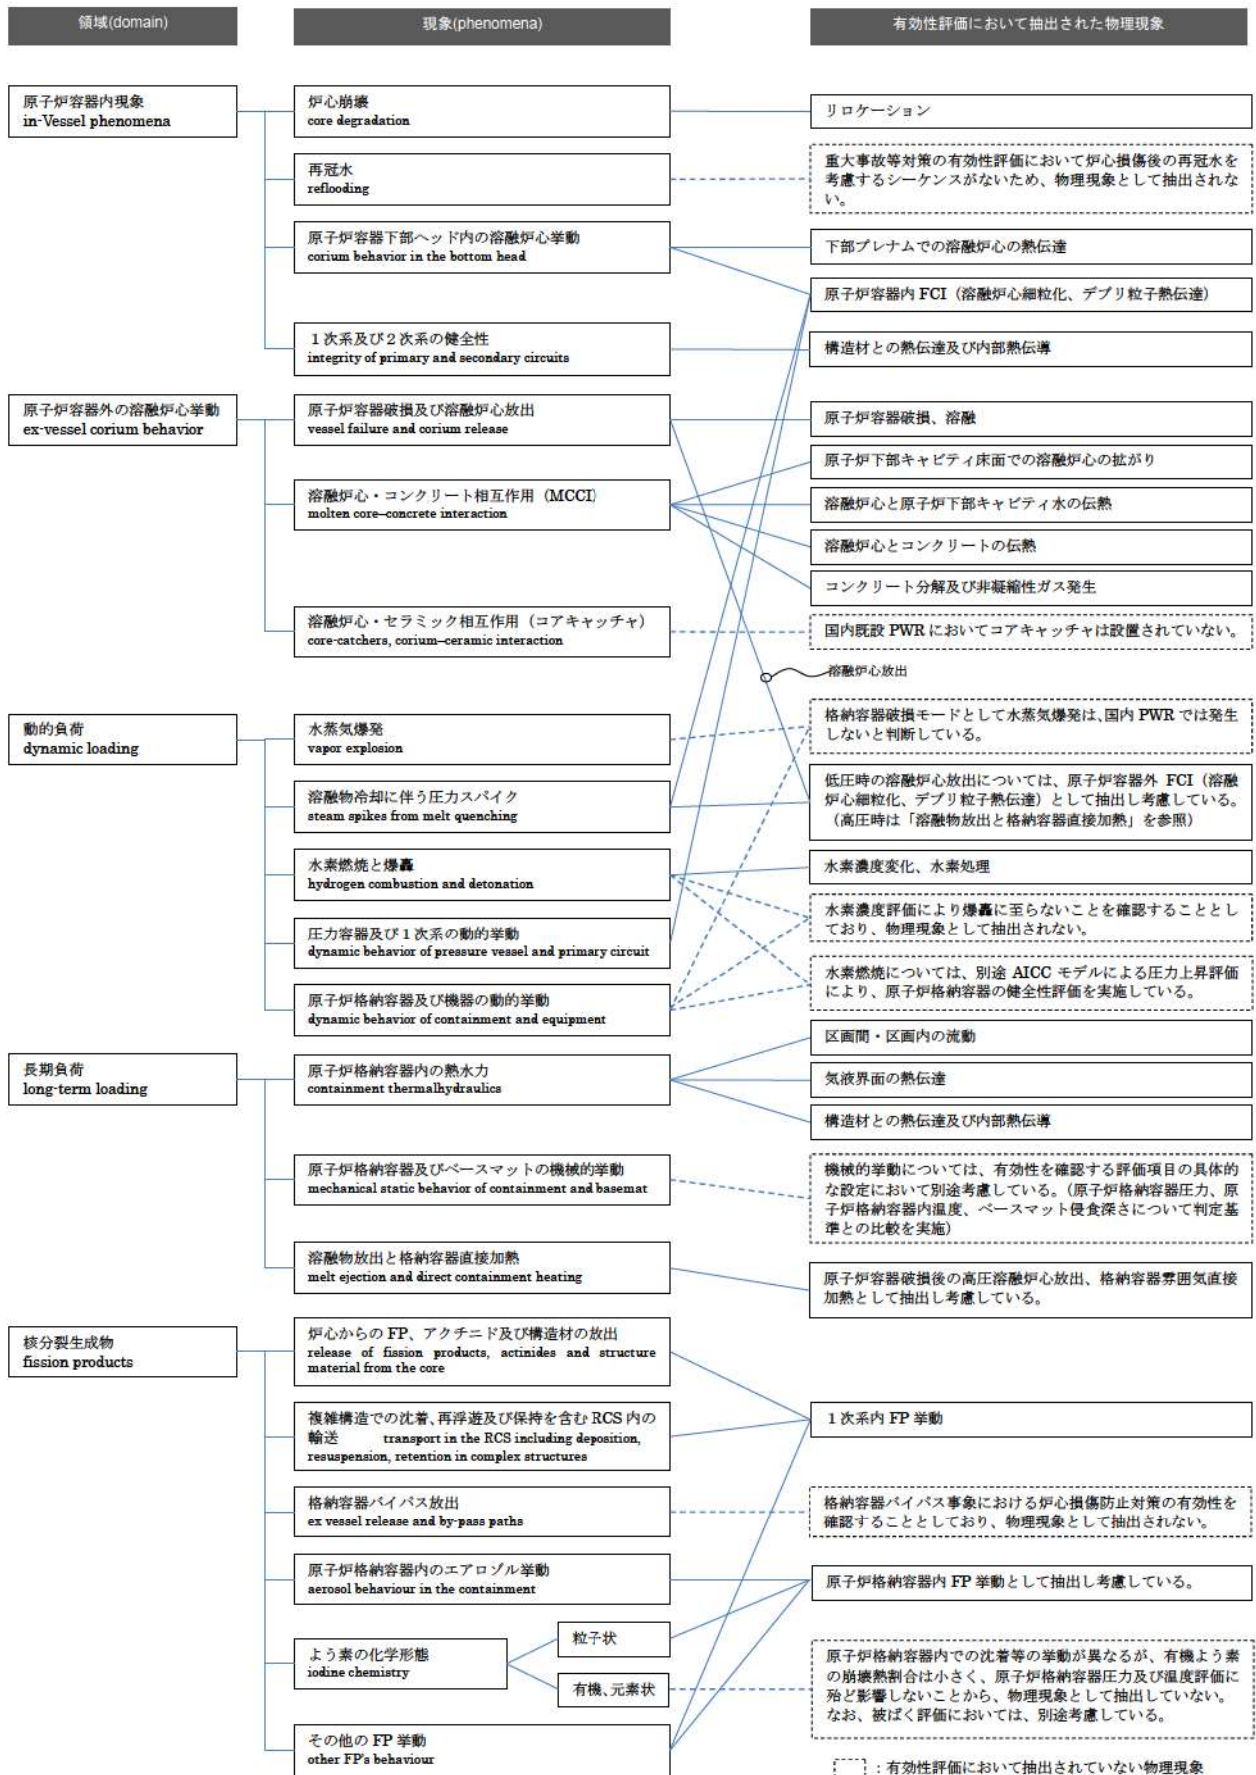 領域(domain)
現象(phenomena)
有効性評価において抽出された物理現象
原子炉容器内現象
in-Vessel phenomena
炉心崩壊
core degradation
リロケーション
再冠水
reflooding
重大事故等対策の有効性評価において炉心損傷後の再冠水を
考慮するシーケンスがないため、物理現象として抽出されな
い。
原子炉容器下部ヘッド内の溶融炉心挙動
corium behavior in the bottom head
下部プレナムでの溶融炉心の熱伝達
原子炉容器内 FCI（溶融炉心細粒化、デブリ粒子熱伝達）
１次系及び２次系の健全性
integrity of primary and secondary circuits
構造材との熱伝達及び内部熱伝導
原子炉容器外の溶融炉心挙動
ex-vessel corium behavior
原子炉容器破損及び溶融炉心放出
vessel failure and corium release
原子炉容器破損、溶融
原子炉下部キャビティ床面での溶融炉心の拡がり
溶融炉心・コンクリート相互作用（MCCI）
molten core–concrete interaction
溶融炉心と原子炉下部キャビティ水の伝熱
溶融炉心とコンクリートの伝熱
コンクリート分解及び非凝縮性ガス発生
溶融炉心・セラミック相互作用（コアキャッチャ）
core-catchers, corium–ceramic interaction
国内既設 PWR においてコアキャッチャは設置されていない。
溶融炉心放出
動的負荷
dynamic loading
水蒸気爆発
vapor explosion
格納容器破損モードとして水蒸気爆発は、国内 PWR では発生
しないと判断している。
溶融物冷却に伴う圧力スパイク
steam spikes from melt quenching
低圧時の溶融炉心放出については、原子炉容器外 FCI（溶融
炉心細粒化、デブリ粒子熱伝達）として抽出し考慮している。
（高圧時は「溶融物放出と格納容器直接加熱」を参照）
水素燃焼と爆轟
hydrogen combustion and detonation
水素濃度変化、水素処理
水素濃度評価により爆轟に至らないことを確認することとし
ており、物理現象として抽出されない。
圧力容器及び１次系の動的挙動
dynamic behavior of pressure vessel and primary circuit
水素燃焼については、別途 AICC モデルによる圧力上昇評価
により、原子炉格納容器の健全性評価を実施している。
原子炉格納容器及び機器の動的挙動
dynamic behavior of containment and equipment
区画間・区画内の流動
長期負荷
long-term loading
原子炉格納容器内の熱水力
containment thermalhydraulics
気液界面の熱伝達
構造材との熱伝達及び内部熱伝導
原子炉格納容器及びベースマットの機械的挙動
mechanical static behavior of containment and basemat
機械的挙動については、有効性を確認する評価項目の具体的
な設定において別途考慮している。（原子炉格納容器圧力、原
子炉格納容器内温度、ベースマット侵食深さについて判定基
準との比較を実施）
溶融物放出と格納容器直接加熱
melt ejection and direct containment heating
原子炉容器破損後の高圧溶融炉心放出、格納容器雰囲気直接
加熱として抽出し考慮している。
核分裂生成物
fission products
炉心からの FP、アクチニド及び構造材の放出
release of fission products, actinides and structure
material from the core
複雑構造での沈着、再浮遊及び保持を含む RCS 内の
輸送 transport in the RCS including deposition,
resuspension, retention in complex structures
１次系内 FP 挙動
格納容器バイパス放出
ex vessel release and by-pass paths
格納容器バイパス事象における炉心損傷防止対策の有効性を
確認することとしており、物理現象として抽出されない。
原子炉格納容器内のエアロゾル挙動
aerosol behaviour in the containment
原子炉格納容器内 FP 挙動として抽出し考慮している。
よう素の化学形態
iodine chemistry
粒子状
有機、元素状
原子炉格納容器内での沈着等の挙動が異なるが、有機よう素
の崩壊熱割合は小さく、原子炉格納容器圧力及び温度評価に
殆ど影響しないことから、物理現象として抽出していない。
なお、被ばく評価においては、別途考慮している。
その他の FP 挙動
other FP's behaviour
：有効性評価において抽出されていない物理現象